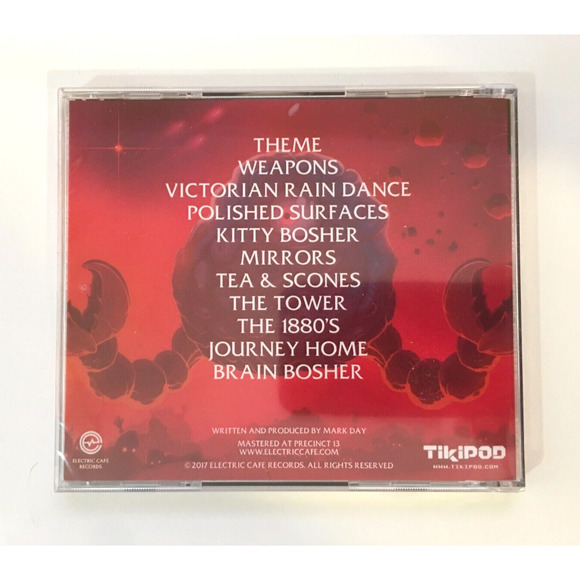 THEME
WEAPONS
VICTORIAN RAIN DANCE
POLISHED SURFACES
KITTY BOSHER
MIRRORS
TEA & SCONES
THE TOWER
THE 1880'S
JOURNEY HOME
BRAIN BOSHER
WRITTEN AND PRODUCED BY MARK DAY
MASTERED AT PRECINCT 13
WWW.ELECTRICCAFE.COM
© 2017 ELECTRIC CAFE RECORDS. ALL RIGHTS RESERVED
ELECTRIC CAFE
RECORDS
TIKIPOD
WWW.TIKIPOD.COM